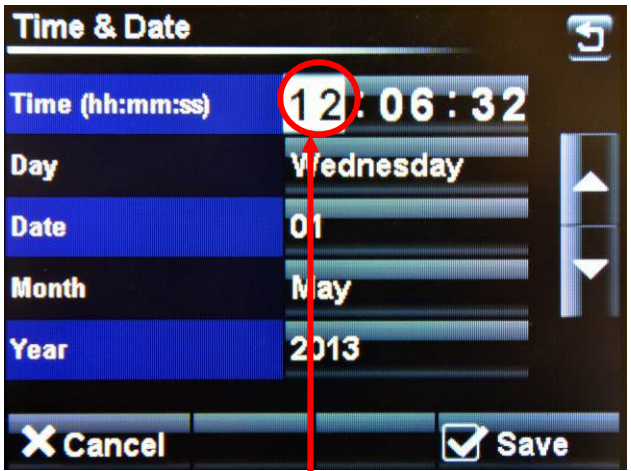 Time & Date
Time (hh:mm:ss) 12:06:32
Day Wednesday
Date 01
Month May
Year 2013
Cancel Save